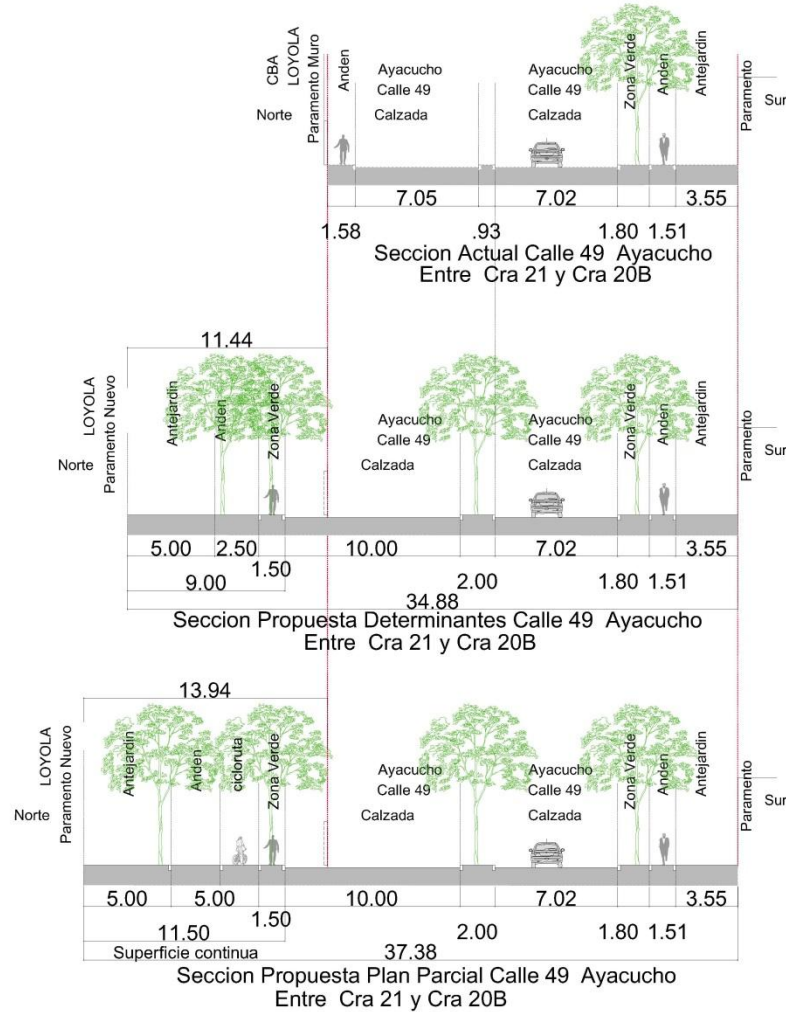 CBA
LOYOLA
Paramento Muro
Norte
Anden
Ayacucho
Calle 49
Calzada
Ayacucho
Calle 49
Calzada
Zona Verde
Anden
Antejardin
Paramento
Sur
7.05
7.02
3.55
1.58
.93
1.80
1.51
Seccion Actual Calle 49 Ayacucho
Entre Cra 21 y Cra 20B
11.44
LOYOLA
Paramento Nuevo
Norte
Antejardin
Anden
Zona Verde
Ayacucho
Calle 49
Calzada
Ayacucho
Calle 49
Calzada
Zona Verde
Anden
Antejardin
Paramento
Sur
5.00
2.50
10.00
7.02
3.55
1.50
9.00
2.00
1.80
1.51
34.88
Seccion Propuesta Determinantes Calle 49 Ayacucho
Entre Cra 21 y Cra 20B
13.94
LOYOLA
Paramento Nuevo
Norte
Antejardin
Anden
cicloruta
Zona Verde
Ayacucho
Calle 49
Calzada
Ayacucho
Calle 49
Calzada
Zona Verde
Anden
Antejardin
Paramento
Sur
5.00
5.00
10.00
7.02
3.55
1.50
11.50
2.00
1.80
1.51
Superficie continua
37.38
Seccion Propuesta Plan Parcial Calle 49 Ayacucho
Entre Cra 21 y Cra 20B